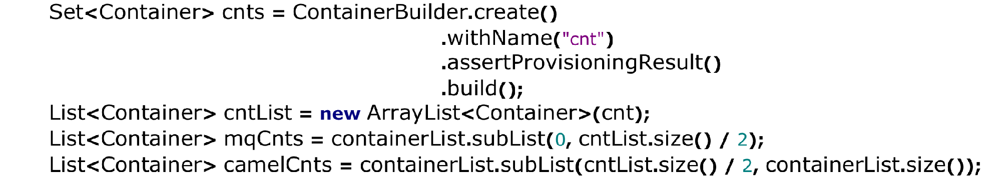 Set<Container> cnts = ContainerBuilder.create()
.withName("cnt")
.assertProvisioningResult()
.build();
List<Container> cntList = new ArrayList<Container>(cnt);
List<Container> mqCnts = containerList.subList(0, cntList.size() / 2);
List<Container> camelCnts = containerList.subList(cntList.size() / 2, containerList.size());